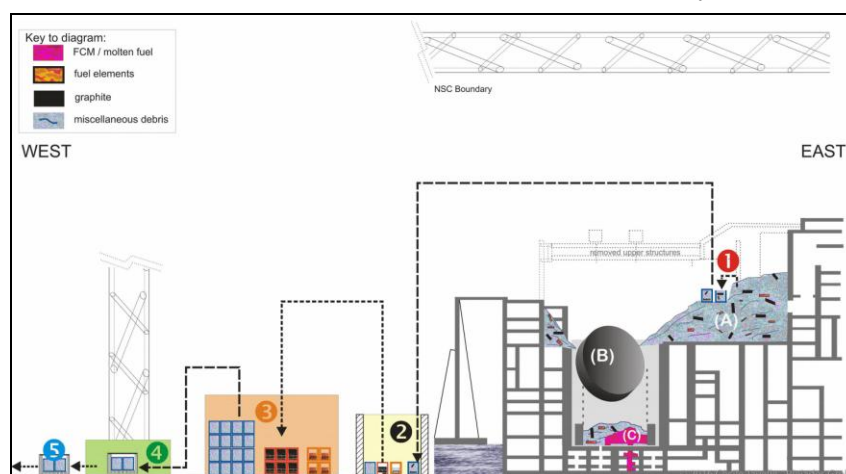 Key to diagram:
FCM / molten fuel
fuel elements
graphite
miscellaneous debris
NSC Boundary
WEST
EAST
removed upper structures
1
(A)
(B)
3
2
(C)
5
4